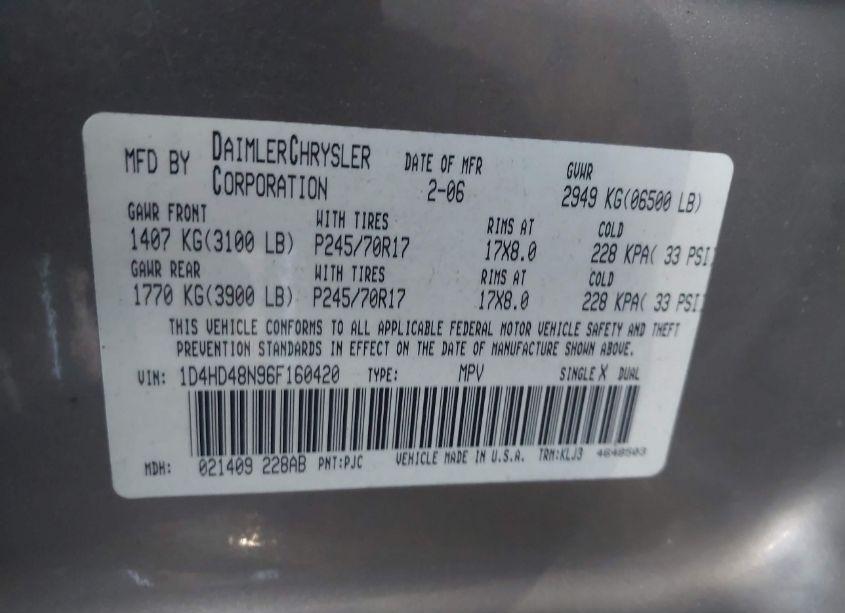 MFD BY DAIMLERCHRYSLER CORPORATION DATE OF MFR 2-06 GVWR 2949 KG(06500 LB)
GAWR FRONT WITH TIRES RIMS AT COLD
1407 KG(3100 LB) P245/70R17 17X8.0 228 KPA( 33 PSI)
GAWR REAR WITH TIRES RIMS AT COLD
1770 KG(3900 LB) P245/70R17 17X8.0 228 KPA( 33 PSI)
THIS VEHICLE CONFORMS TO ALL APPLICABLE FEDERAL MOTOR VEHICLE SAFETY AND THEFT
PREVENTION STANDARDS IN EFFECT ON THE DATE OF MANUFACTURE SHOWN ABOVE.
VIN: 1D4HD48N96F160420 TYPE: MPV SINGLE X DUAL
MDH: 021409 228AB PNT:PJC VEHICLE MADE IN U.S.A. TRM:KLJ3 4648503